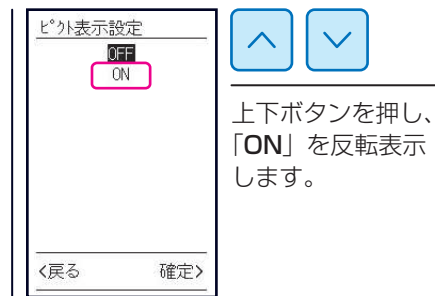 ﾋﾟｸﾄ表示設定
OFF
ON
<戻る 確定>
上下ボタンを押し、
「ON」を反転表示
します。